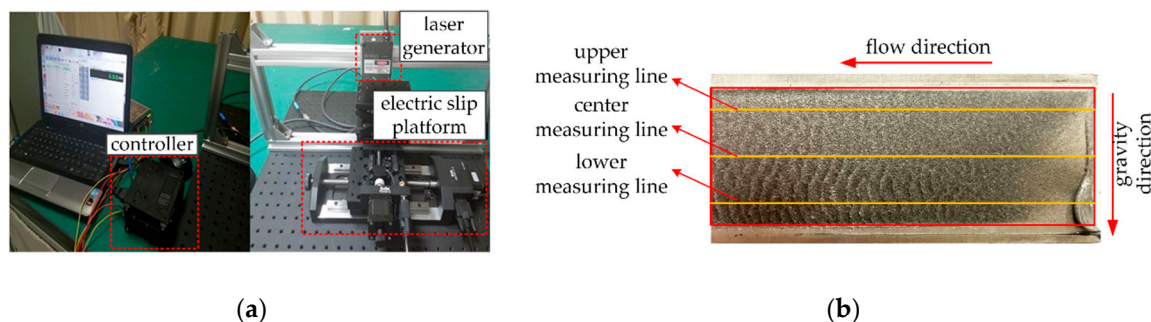 laser
generator
electric slip
platform
controller
upper
measuring line
center
measuring line
lower
measuring line
flow direction
gravity
direction
(a)
(b)